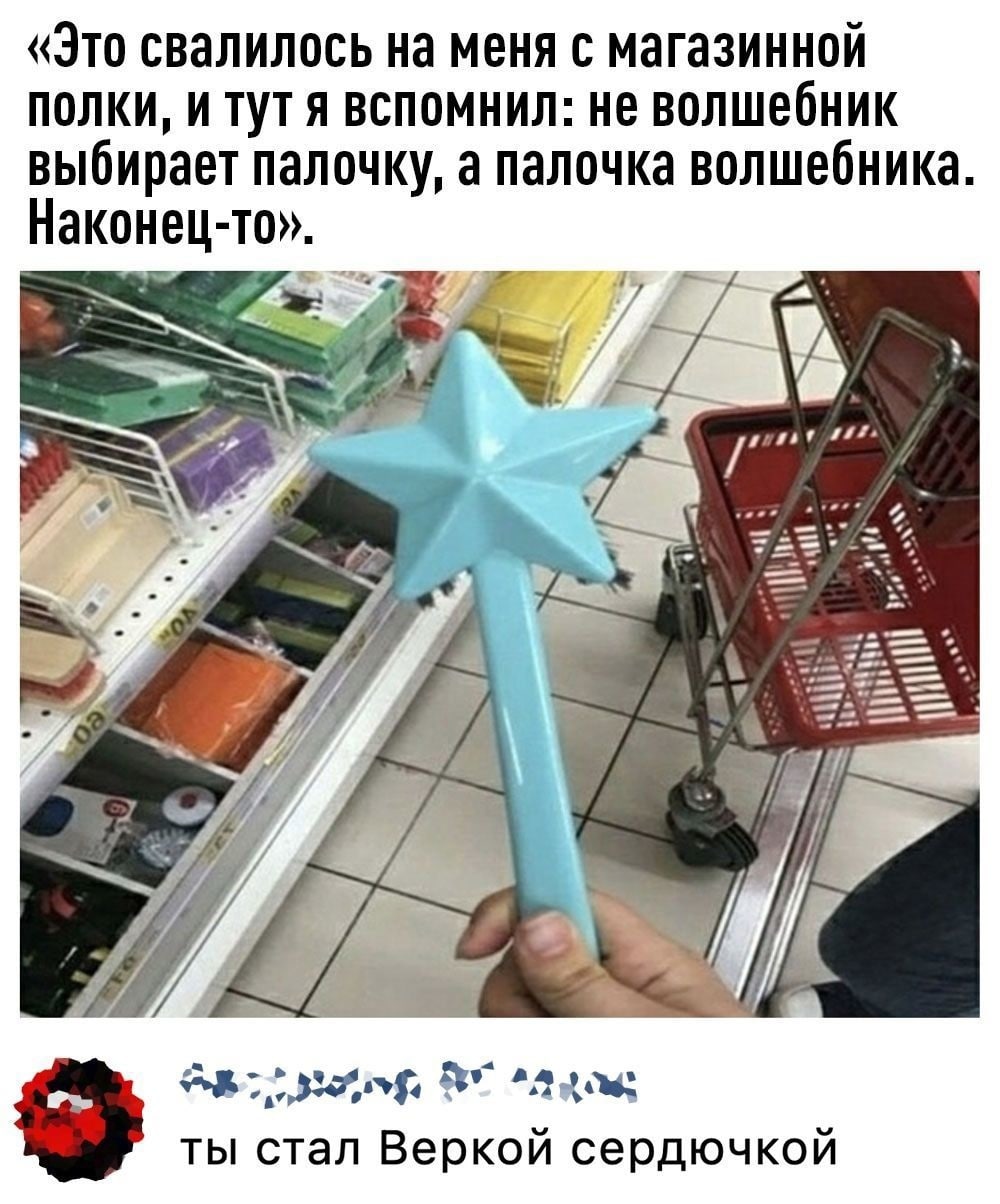 «Это свалилось на меня с магазинной
полки, и тут я вспомнил: не волшебник
выбирает палочку, а палочка волшебника.
Наконец-то».
ты стал Веркой сердючкой